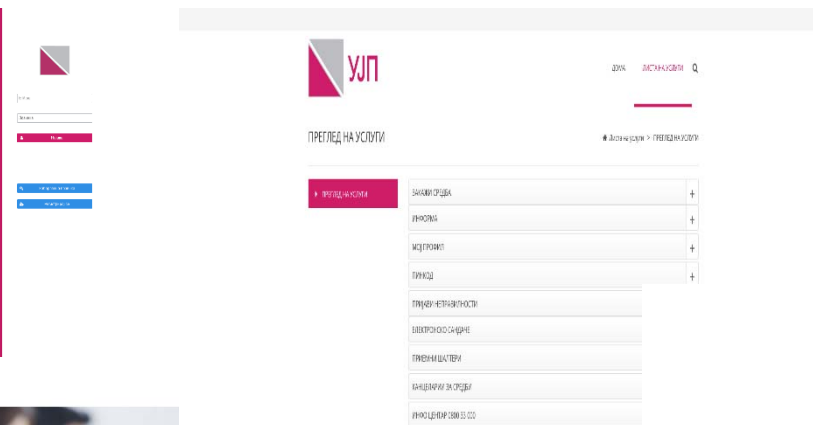 УЈП
ДОМА ЛИСТА НА УСЛУГИ
ПРЕГЛЕД НА УСЛУГИ
Листа на услуги > ПРЕГЛЕД НА УСЛУГИ
ПРЕГЛЕД НА УСЛУГИ
ЗАКАЖИ СРЕДБА
ИНФОРМА
МОЈ ПРОФИЛ
ПИНКОД
ПРИЈАВИ НЕПРАВИЛНОСТИ
ЕЛЕКТРОНСКО САНДАЧЕ
ПРИЕМНИ ШАЛТЕРИ
КАНЦЕЛАРИИ ЗА СРЕДБИ
ИНФО ЦЕНТАР 0800 33 000